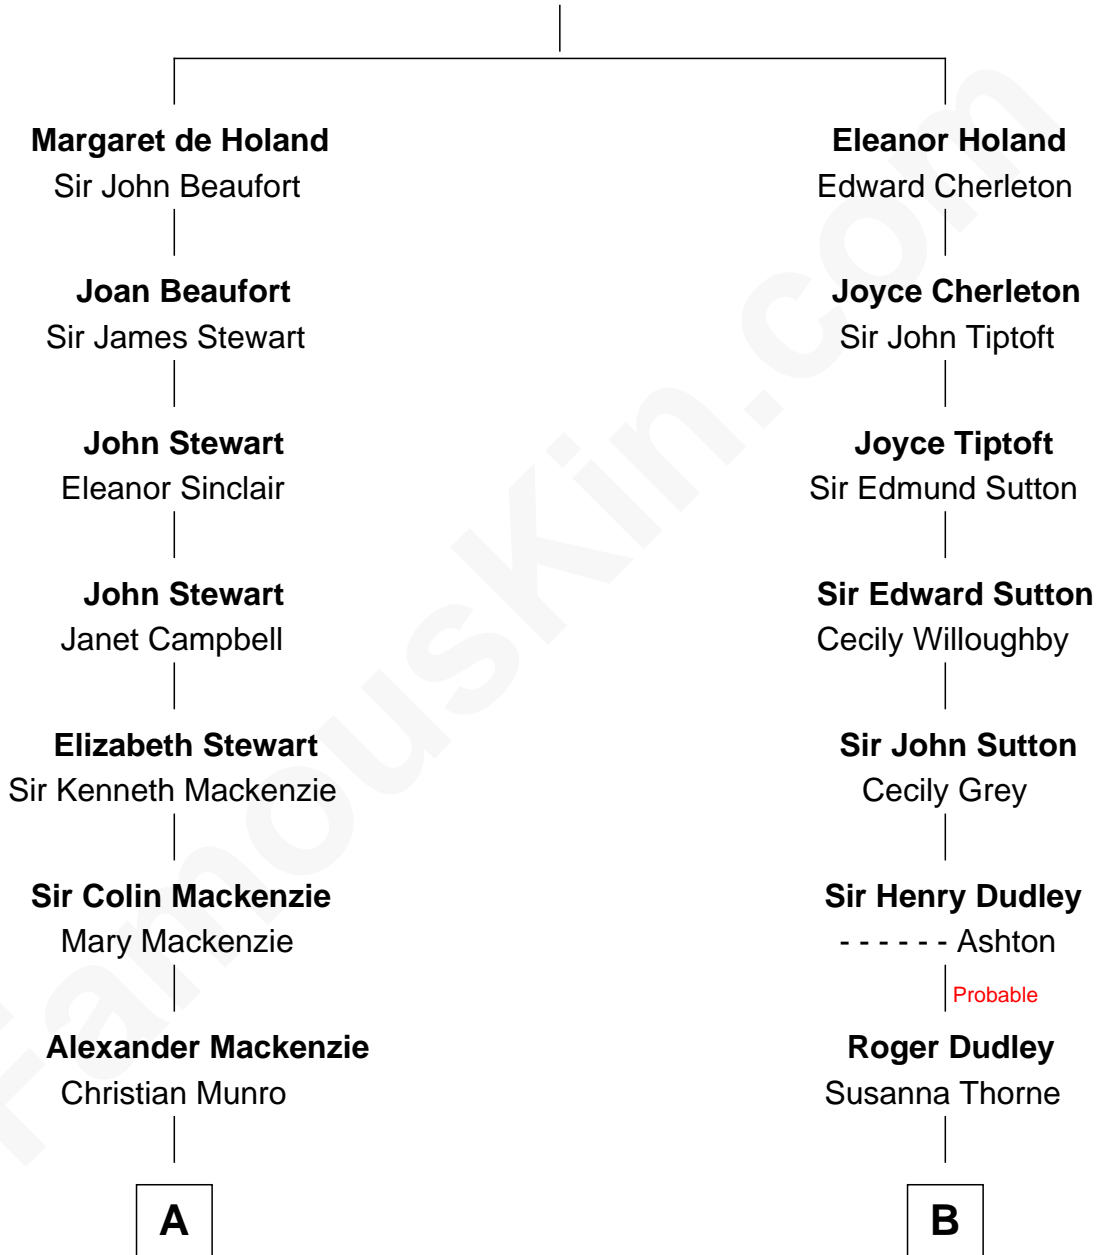 Margaret de Holand
Sir John Beaufort
Joan Beaufort
Sir James Stewart
John Stewart
Eleanor Sinclair
John Stewart
Janet Campbell
Elizabeth Stewart
Sir Kenneth Mackenzie
Sir Colin Mackenzie
Mary Mackenzie
Alexander Mackenzie
Christian Munro
A
Eleanor Holand
Edward Cherleton
Joyce Cherleton
Sir John Tiptoft
Joyce Tiptoft
Sir Edmund Sutton
Sir Edward Sutton
Cecily Willoughby
Sir John Sutton
Cecily Grey
Sir Henry Dudley
- - - - - - Ashton
Probable
Roger Dudley
Susanna Thorne
B
FamousKin.com